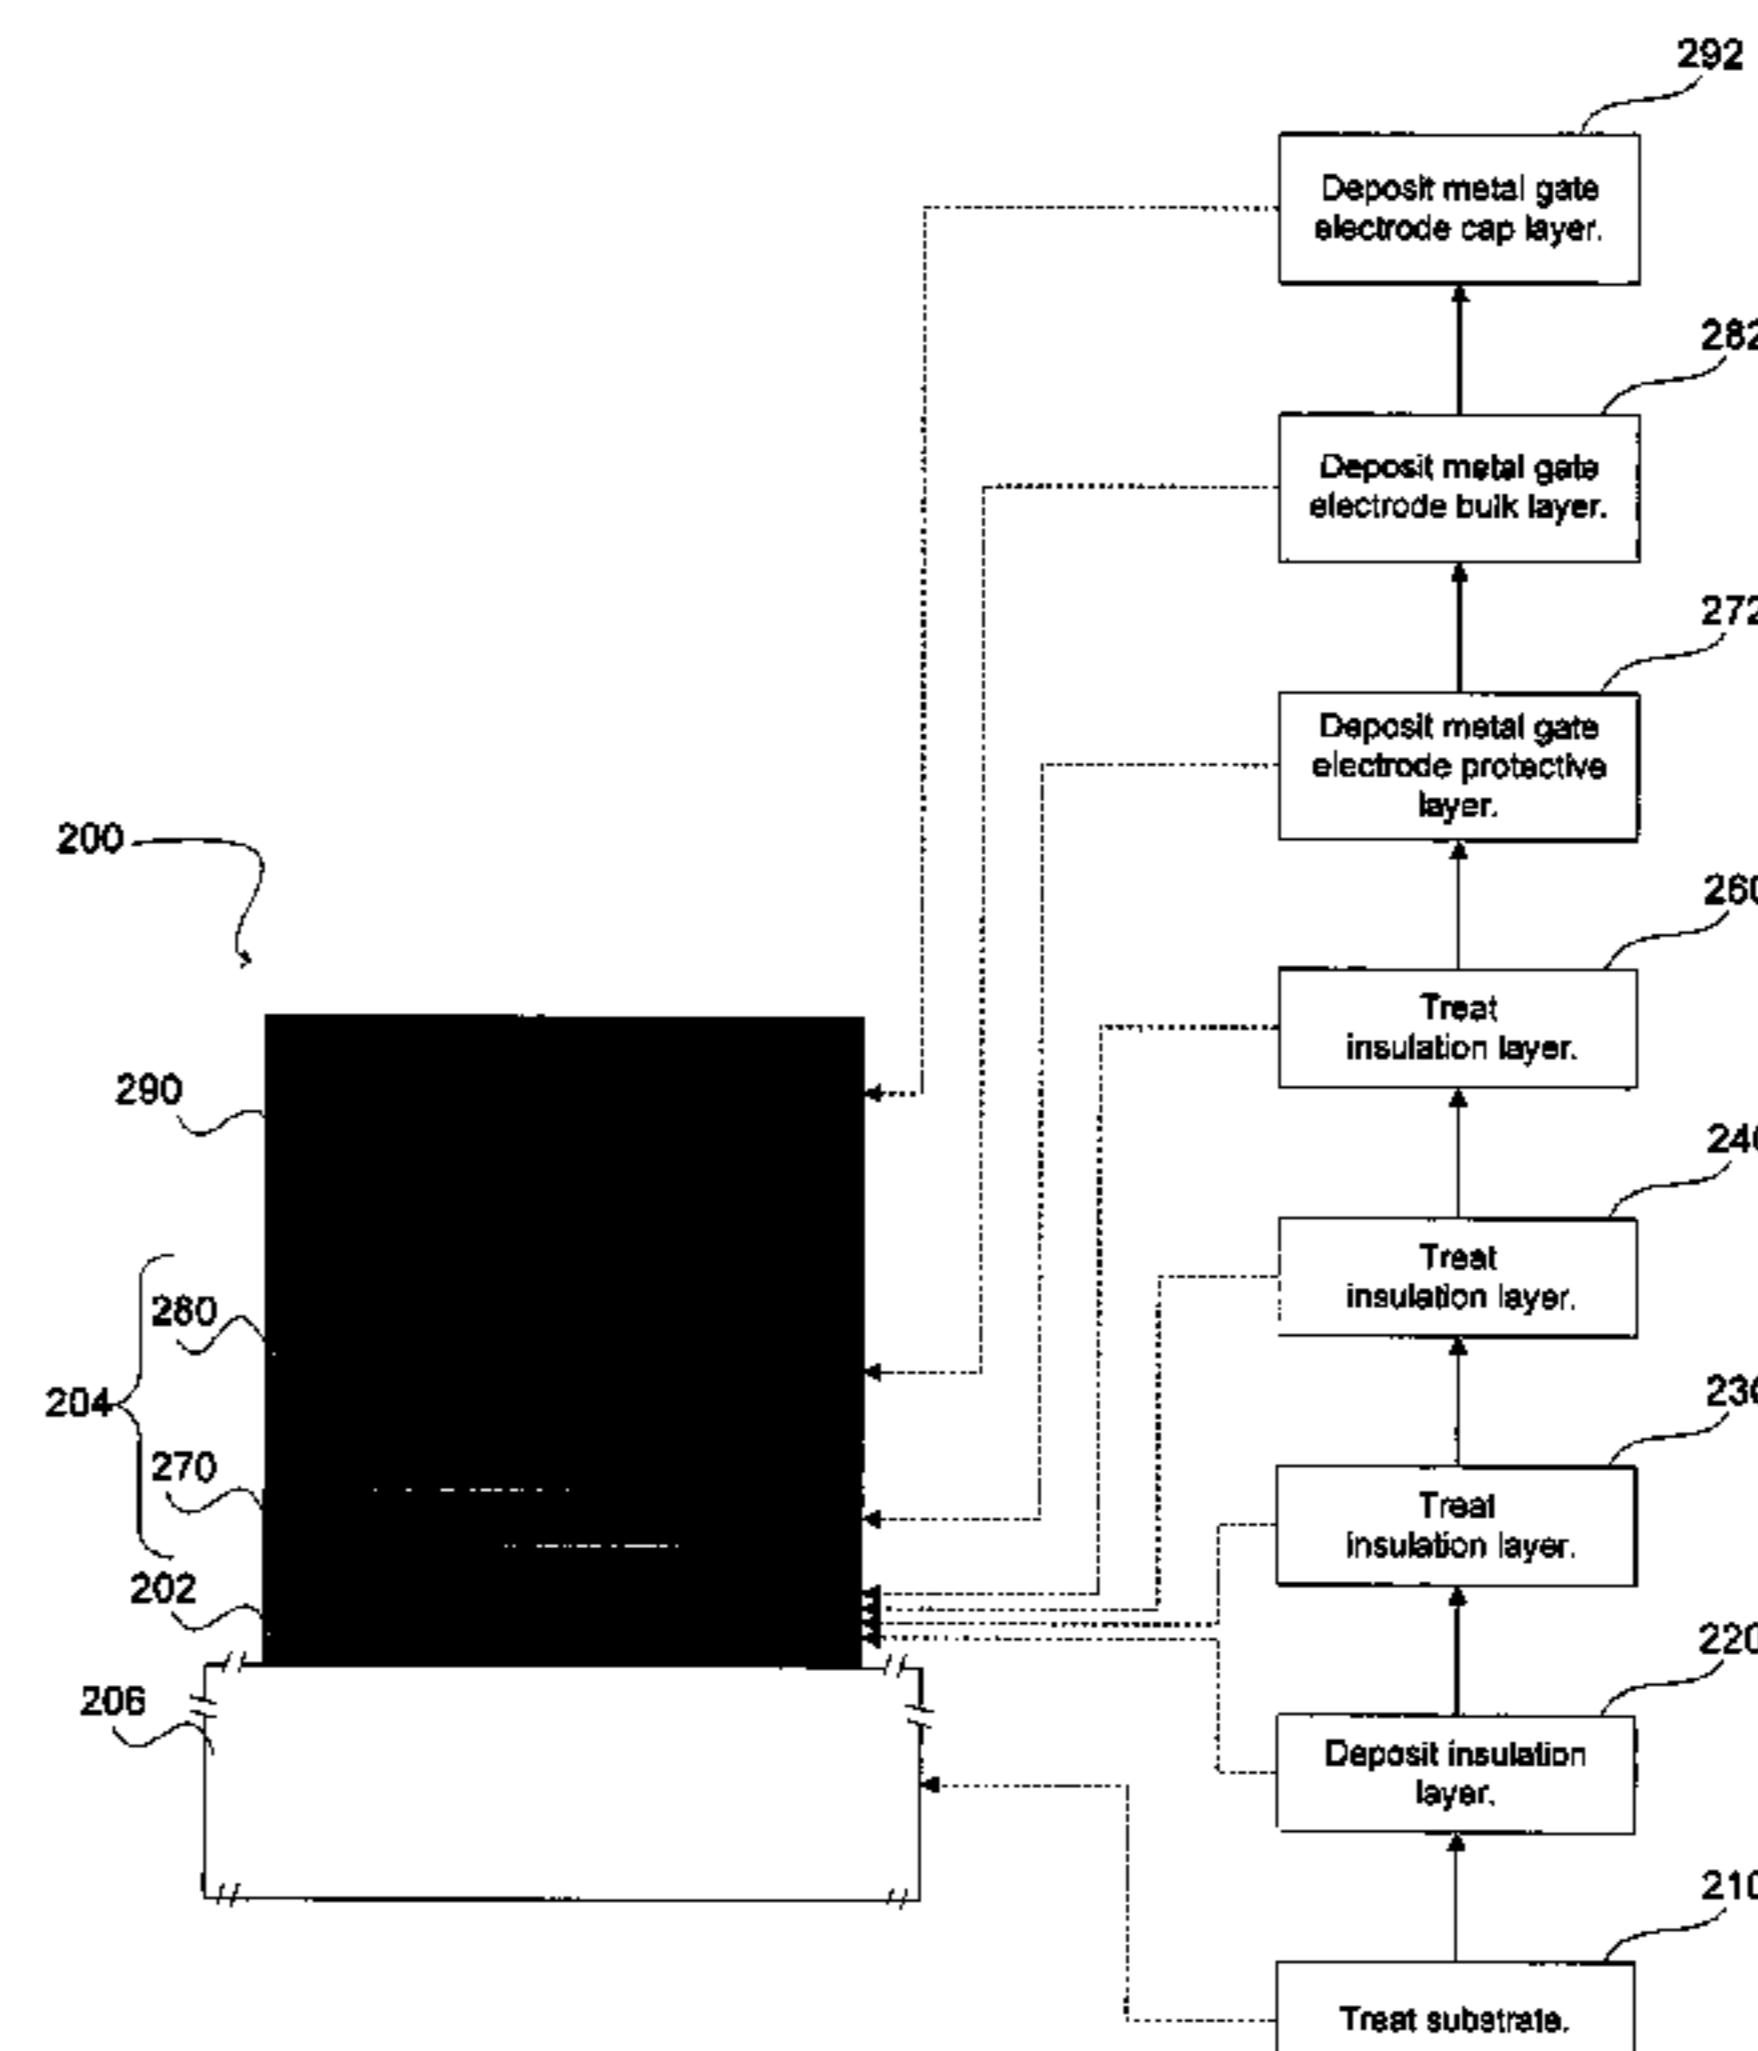 292
Deposit metal gate
electrode cap layer.
282
Deposit metal gate
electrode bulk layer.
272
Deposit metal gate
electrode protective
layer.
200
260
Treat
insulation layer.
290
240
Treat
insulation layer.
280
204
230
270
Treat
insulation layer.
202
220
206
Deposit insulation
layer.
210
Treat substrate.